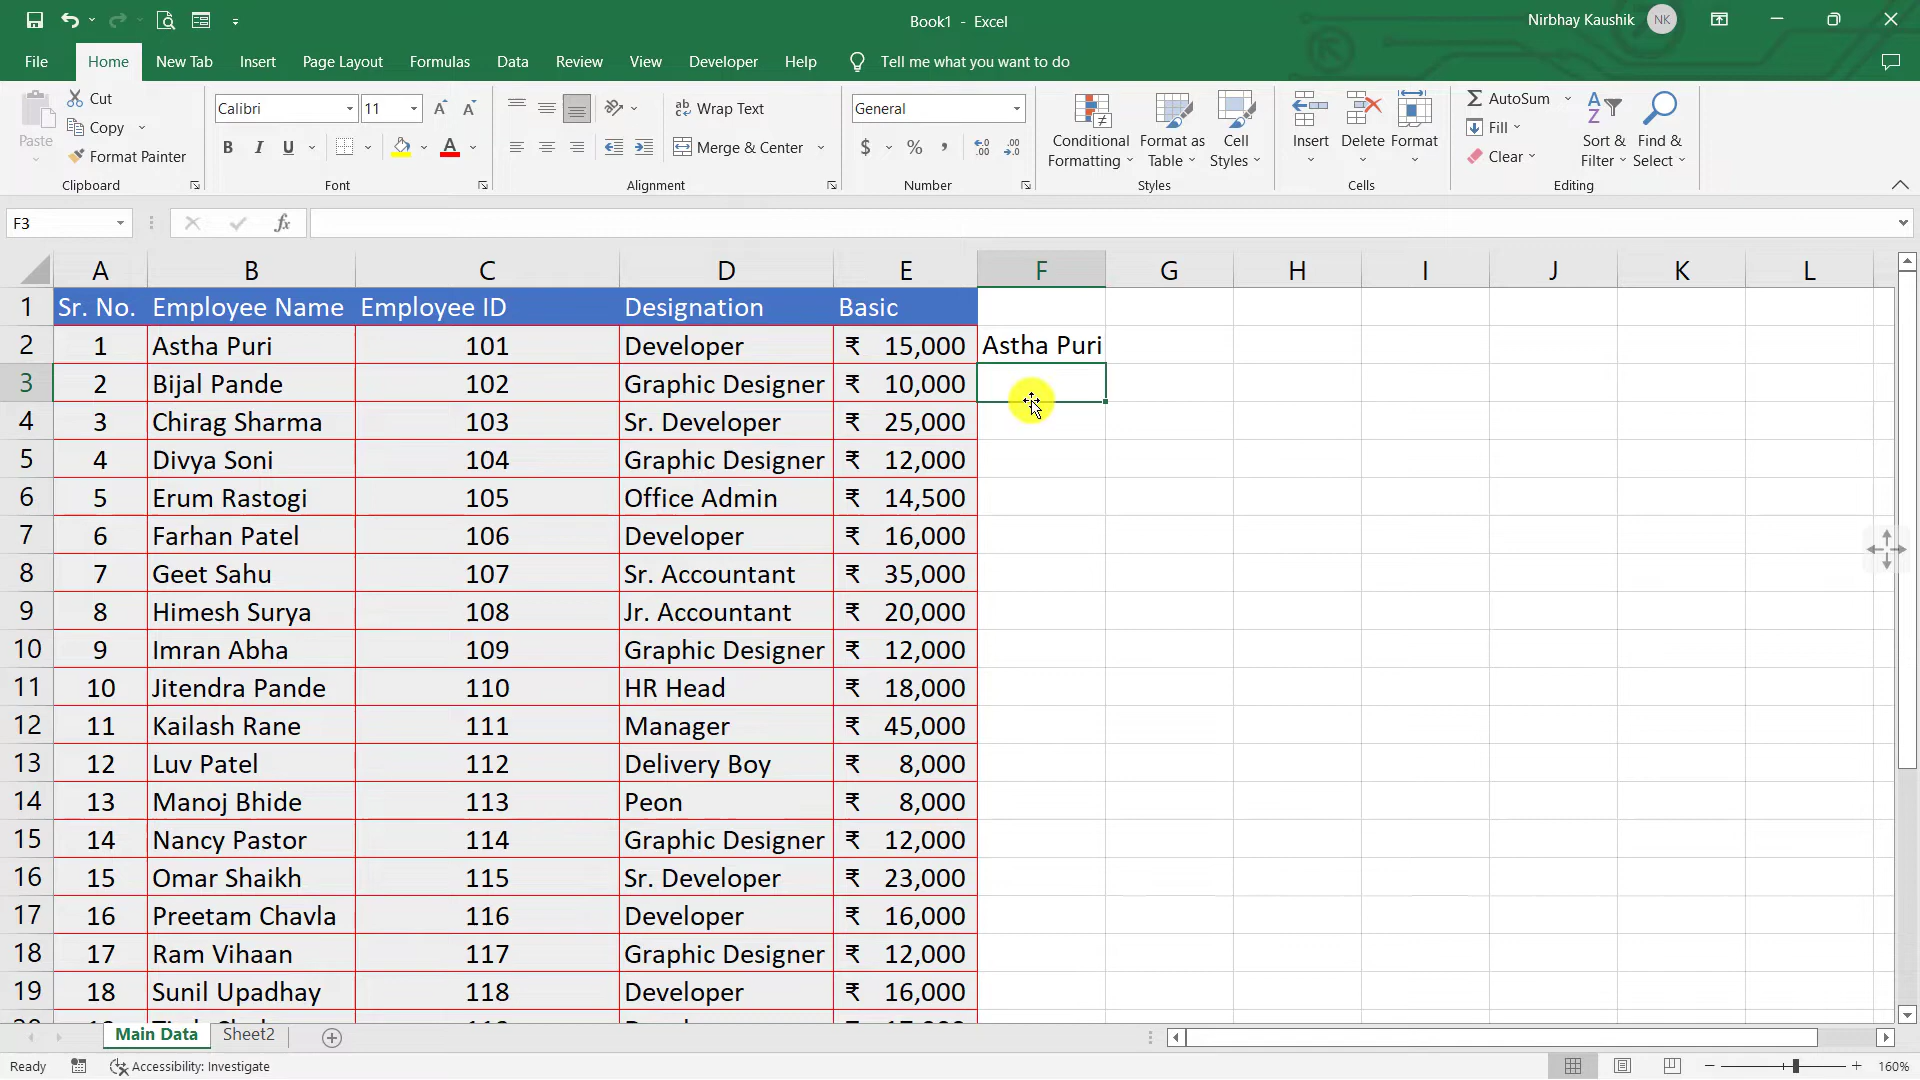 Book1 - Excel
Nirbhay Kaushik NK
File Home New Tab Insert Page Layout Formulas Data Review View Developer Help Tell me what you want to do
Paste
Cut
Copy
Format Painter
Clipboard
Calibri 11
B I U A
Font
Wrap Text
Merge & Center
Alignment
General
$ % ,
Number
Conditional Formatting
Format as Table
Cell Styles
Styles
Insert Delete Format
Cells
AutoSum
Fill
Clear
Sort & Filter
Find & Select
Editing
F3 fx
A B C D E F G H I J K L
1 Sr. No. Employee Name Employee ID Designation Basic
2 1 Astha Puri 101 Developer ₹ 15,000 Astha Puri
3 2 Bijal Pande 102 Graphic Designer ₹ 10,000
4 3 Chirag Sharma 103 Sr. Developer ₹ 25,000
5 4 Divya Soni 104 Graphic Designer ₹ 12,000
6 5 Erum Rastogi 105 Office Admin ₹ 14,500
7 6 Farhan Patel 106 Developer ₹ 16,000
8 7 Geet Sahu 107 Sr. Accountant ₹ 35,000
9 8 Himesh Surya 108 Jr. Accountant ₹ 20,000
10 9 Imran Abha 109 Graphic Designer ₹ 12,000
11 10 Jitendra Pande 110 HR Head ₹ 18,000
12 11 Kailash Rane 111 Manager ₹ 45,000
13 12 Luv Patel 112 Delivery Boy ₹ 8,000
14 13 Manoj Bhide 113 Peon ₹ 8,000
15 14 Nancy Pastor 114 Graphic Designer ₹ 12,000
16 15 Omar Shaikh 115 Sr. Developer ₹ 23,000
17 16 Preetam Chavla 116 Developer ₹ 16,000
18 17 Ram Vihaan 117 Graphic Designer ₹ 12,000
19 18 Sunil Upadhay 118 Developer ₹ 16,000
Main Data Sheet2
Ready Accessibility: Investigate 160%